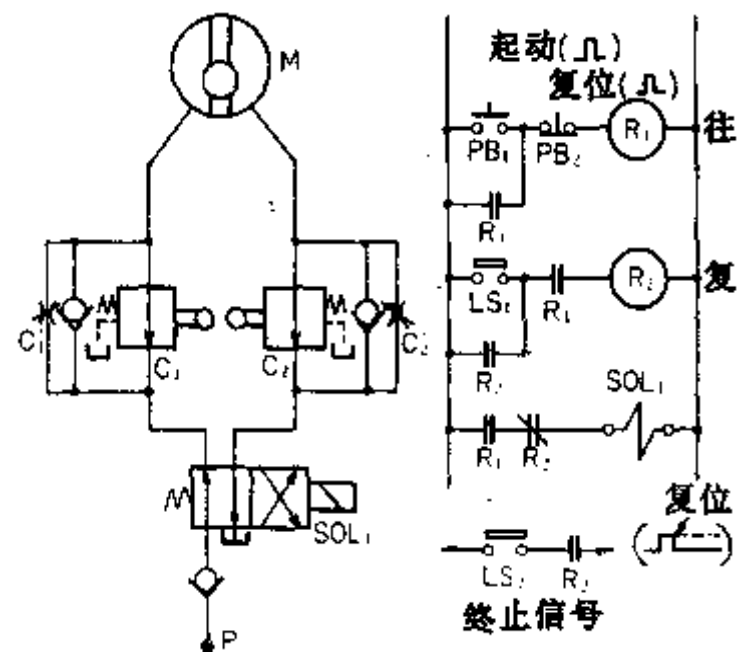 M
C₁'
C₁
C₂
C₂'
SOL₁
P
起动( )
复位( )
PB₁
PB₂
R₁
往
R₁
LS₁
R₁
R₂
复
R₂
SOL₁
R₁
R₂
复位
LS₂
R₂
终止信号